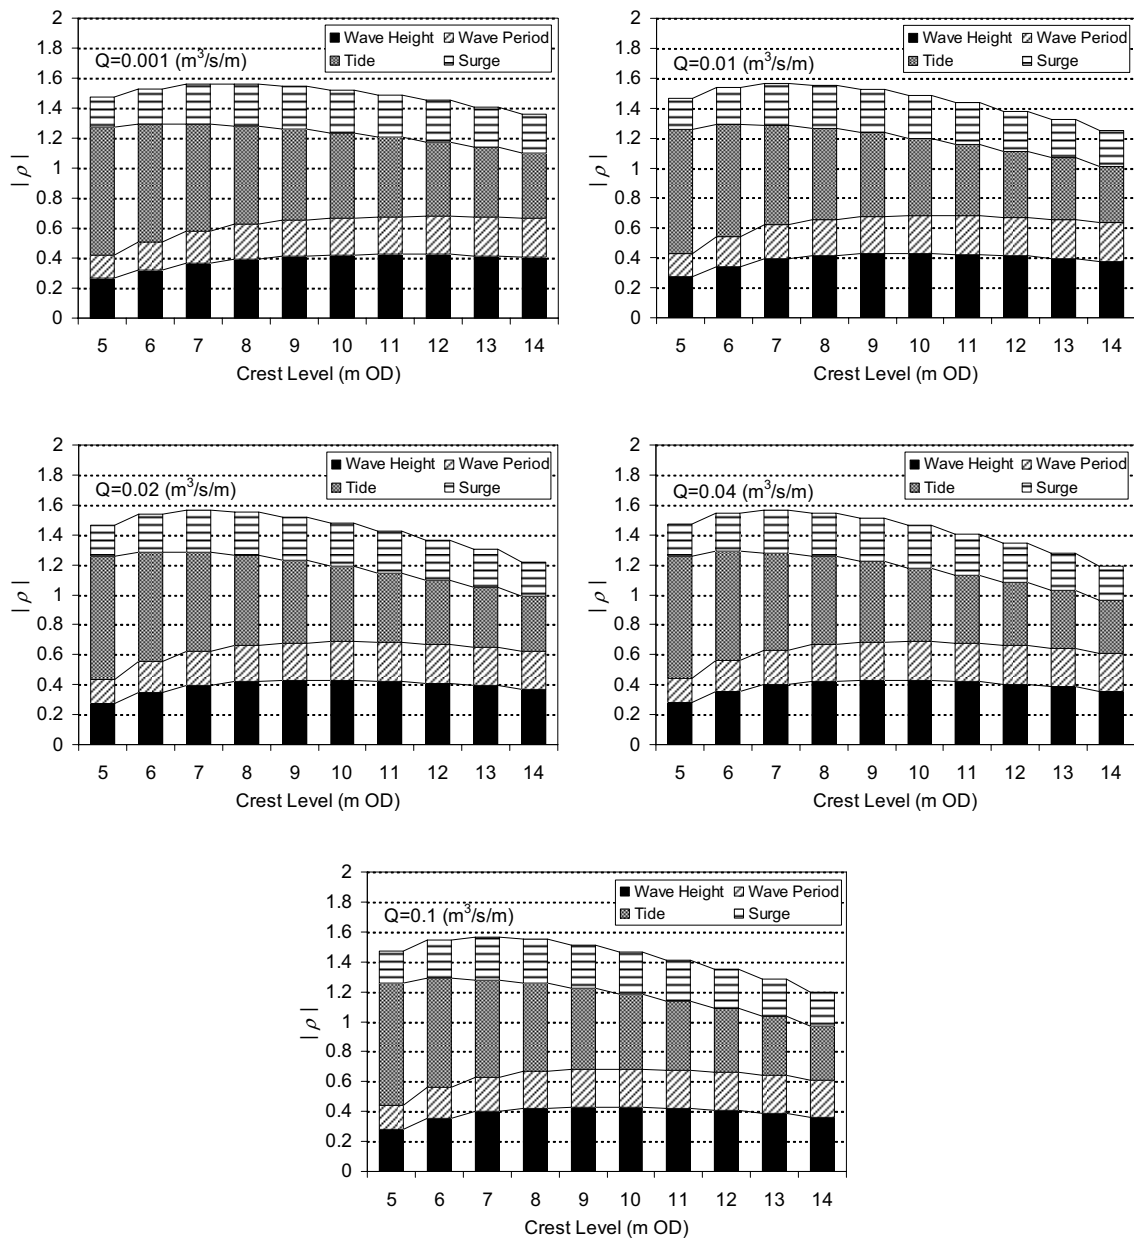 2
1.8
1.6
1.4
1.2
1
0.8
0.6
0.4
0.2
0
| ρ |
Q=0.001 (m³/s/m)
Wave Height Wave Period
Tide Surge
5 6 7 8 9 10 11 12 13 14
Crest Level (m OD)
2
1.8
1.6
1.4
1.2
1
0.8
0.6
0.4
0.2
0
| ρ |
Q=0.01 (m³/s/m)
Wave Height Wave Period
Tide Surge
5 6 7 8 9 10 11 12 13 14
Crest Level (m OD)
2
1.8
1.6
1.4
1.2
1
0.8
0.6
0.4
0.2
0
| ρ |
Q=0.02 (m³/s/m)
Wave Height Wave Period
Tide Surge
5 6 7 8 9 10 11 12 13 14
Crest Level (m OD)
2
1.8
1.6
1.4
1.2
1
0.8
0.6
0.4
0.2
0
| ρ |
Q=0.04 (m³/s/m)
Wave Height Wave Period
Tide Surge
5 6 7 8 9 10 11 12 13 14
Crest Level (m OD)
2
1.8
1.6
1.4
1.2
1
0.8
0.6
0.4
0.2
0
| ρ |
Q=0.1 (m³/s/m)
Wave Height Wave Period
Tide Surge
5 6 7 8 9 10 11 12 13 14
Crest Level (m OD)